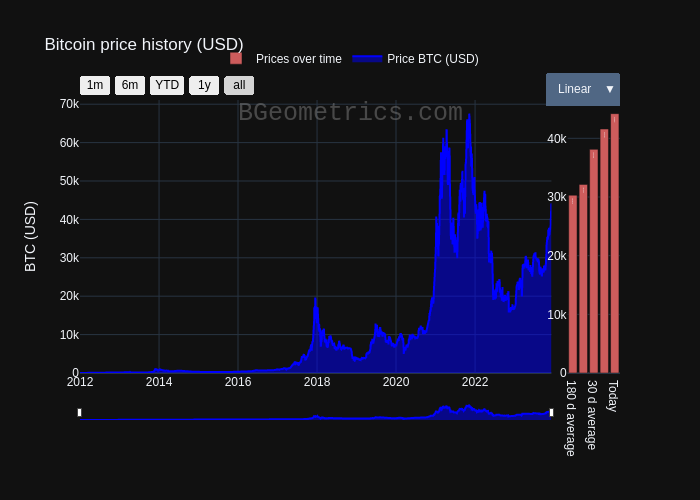 Bitcoin price history (USD)
Prices over time
Price BTC (USD)
1m
6m
YTD
1y
all
Linear ▼
BGeometrics.com
BTC (USD)
70k
60k
50k
40k
30k
20k
10k
0
2012
2014
2016
2018
2020
2022
40k
30k
20k
10k
0
180 d average
30 d average
Today